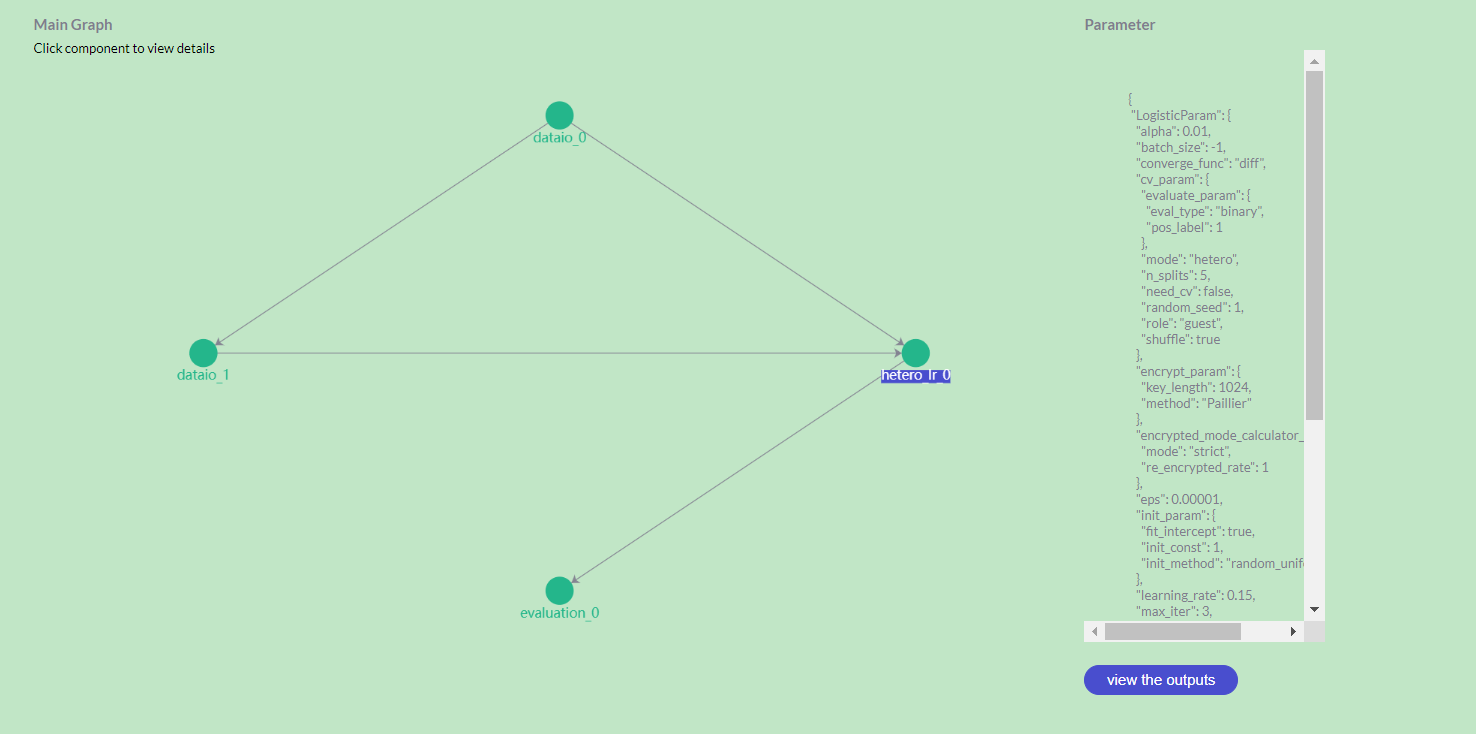 Main Graph
Click component to view details
dataio_0
dataio_1
hetero_lr_0
evaluation_0
Parameter
{
"LogisticParam": {
"alpha": 0.01,
"batch_size": -1,
"converge_func": "diff",
"cv_param": {
"evaluate_param": {
"eval_type": "binary",
"pos_label": 1
},
"mode": "hetero",
"n_splits": 5,
"need_cv": false,
"random_seed": 1,
"role": "guest",
"shuffle": true
},
"encrypt_param": {
"key_length": 1024,
"method": "Paillier"
},
"encrypted_mode_calculator_
"mode": "strict",
"re_encrypted_rate": 1
},
"eps": 0.00001,
"init_param": {
"fit_intercept": true,
"init_const": 1,
"init_method": "random_unif
},
"learning_rate": 0.15,
"max_iter": 3,
view the outputs